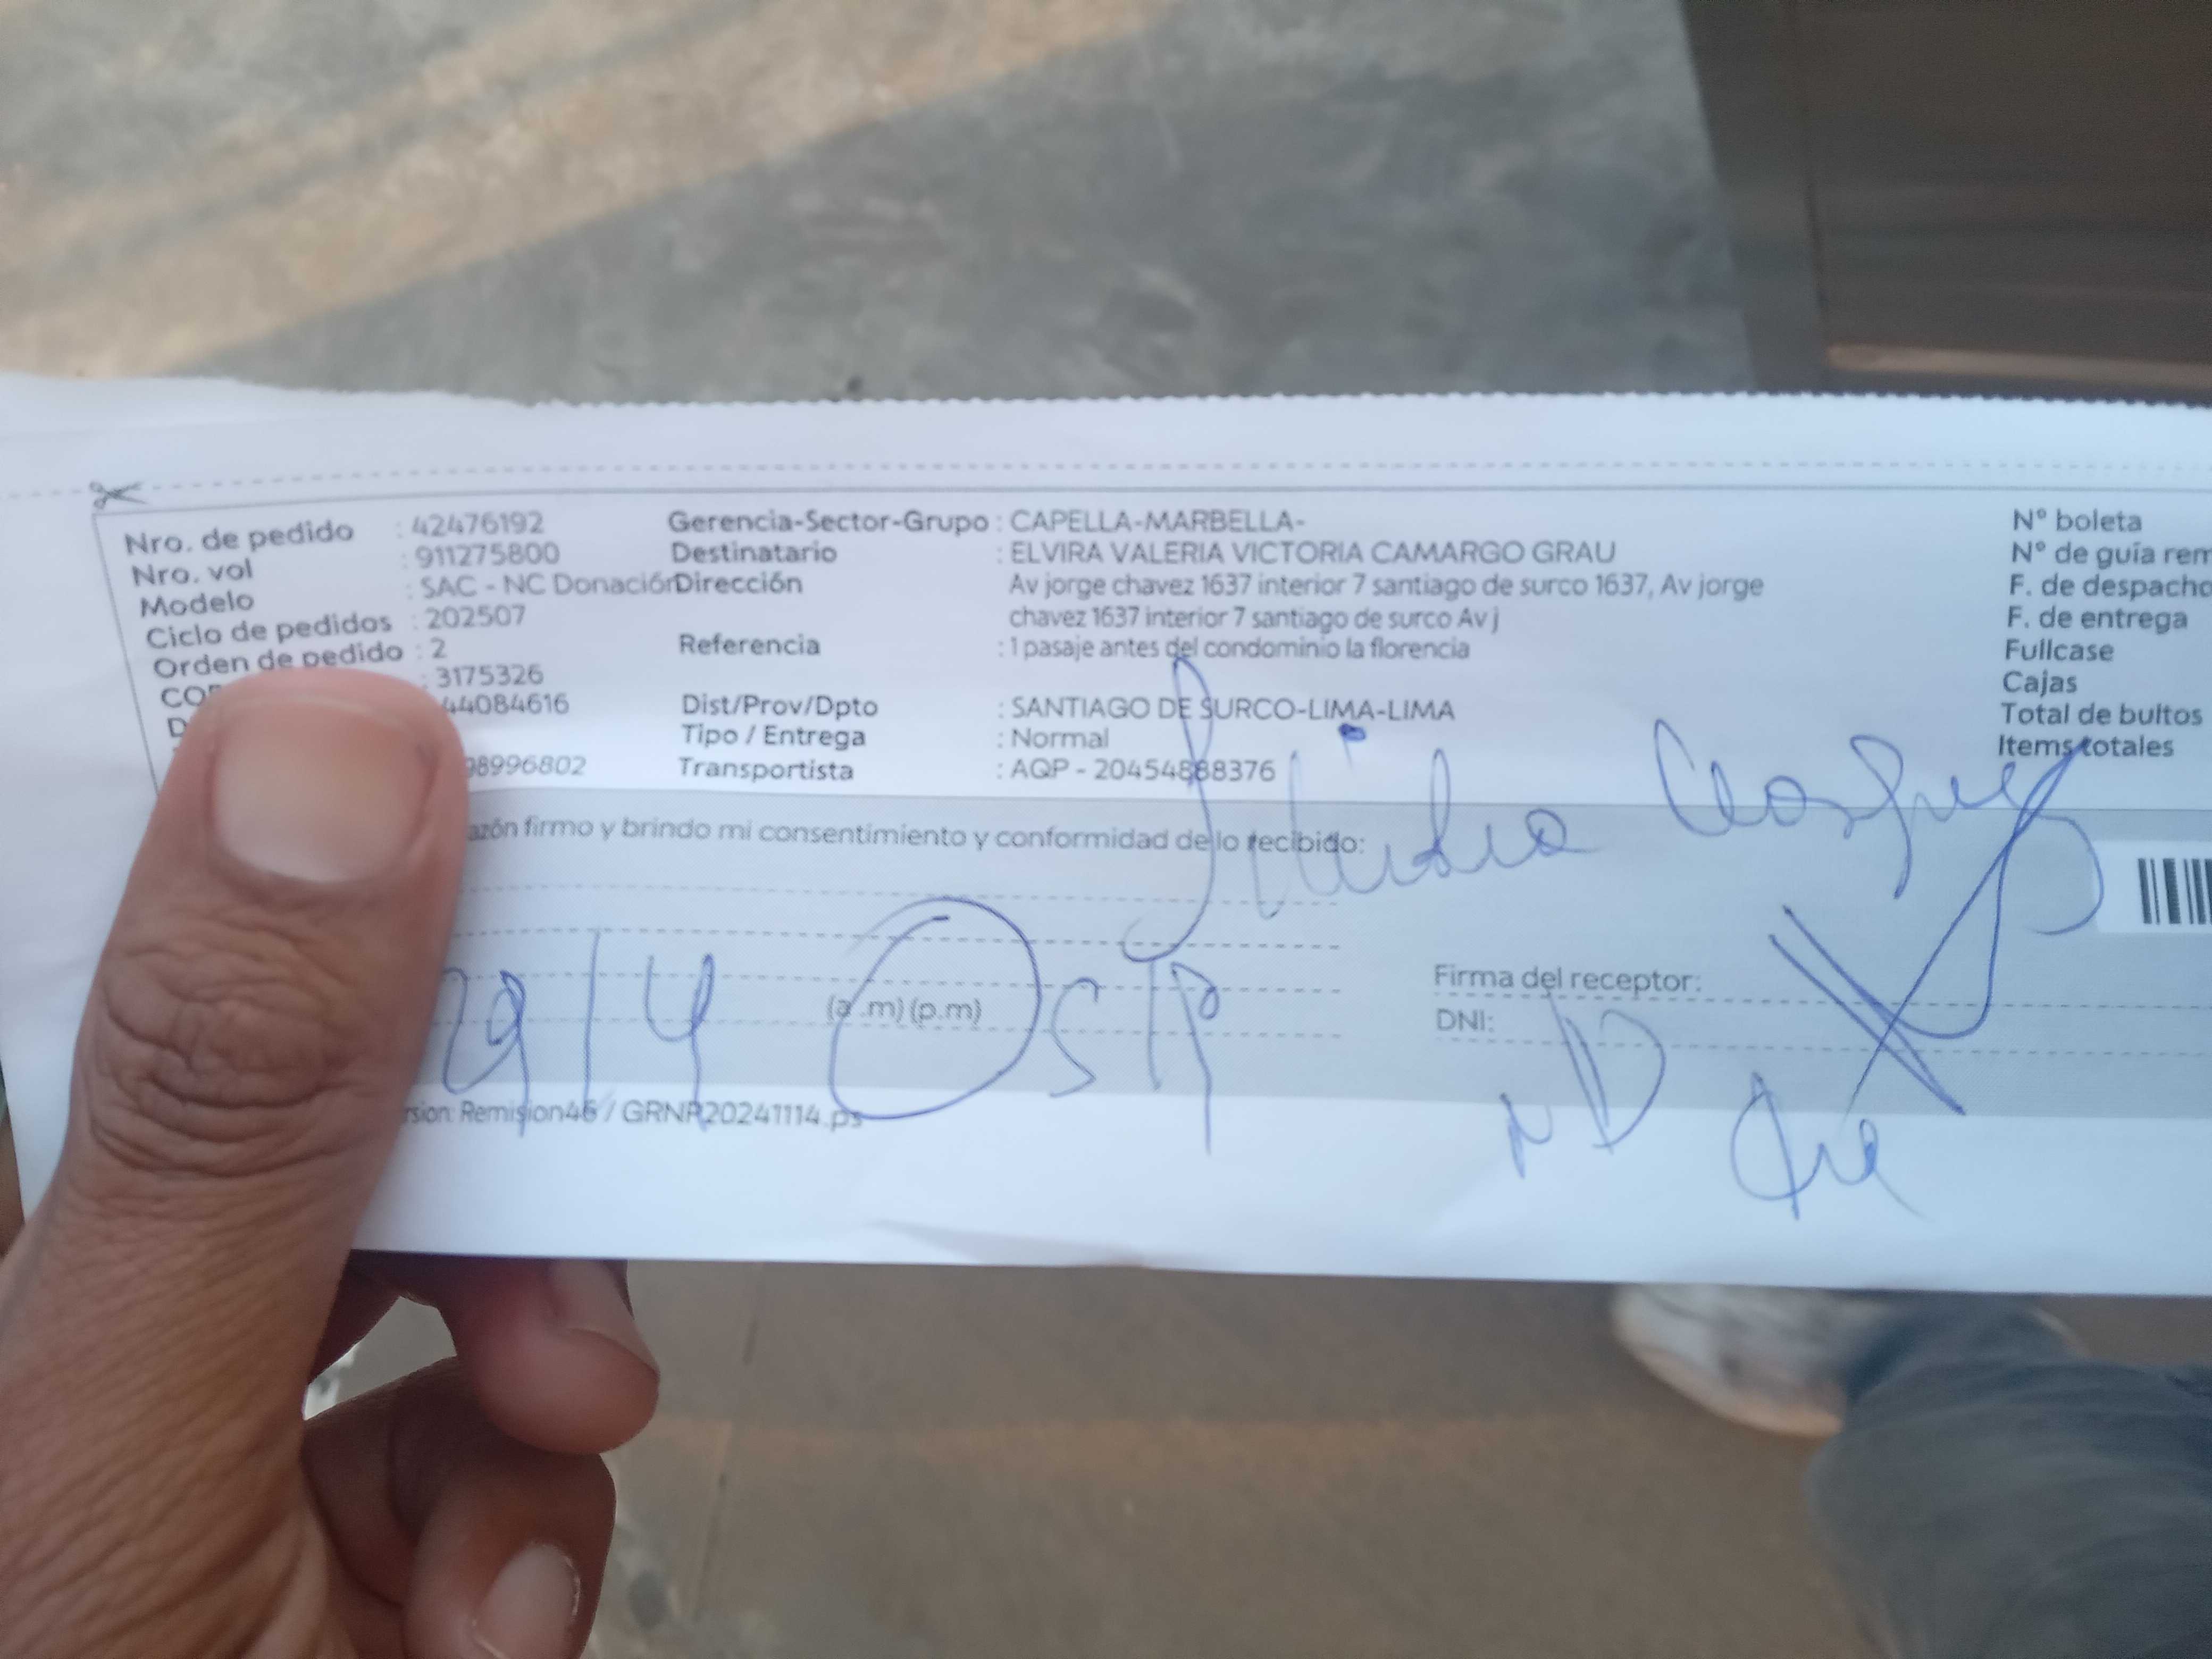 Nro. de pedido : 42476192
Nro. vol : 911275800
Modelo : SAC - NC Donación
Ciclo de pedidos : 202507
Orden de pedido : 2
: 3175326
44084616
98996802
Gerencia-Sector-Grupo : CAPELLA-MARBELLA-
Destinatario : ELVIRA VALERIA VICTORIA CAMARGO GRAU
Dirección : Av jorge chavez 1637 interior 7 santiago de surco 1637, Av jorge
chavez 1637 interior 7 santiago de surco Av j
Referencia : 1 pasaje antes del condominio la florencia
Dist/Prov/Dpto : SANTIAGO DE SURCO-LIMA-LIMA
Tipo / Entrega : Normal
Transportista : AQP - 20454888376
N° boleta
N° de guía rem
F. de despacho
F. de entrega
Fullcase
Cajas
Total de bultos
Items totales
azón firmo y brindo mi consentimiento y conformidad de lo recibido:
29/4
(a.m) (p.m)
Firma del receptor:
DNI:
rsion: Remision46 / GRNR20241114.ps